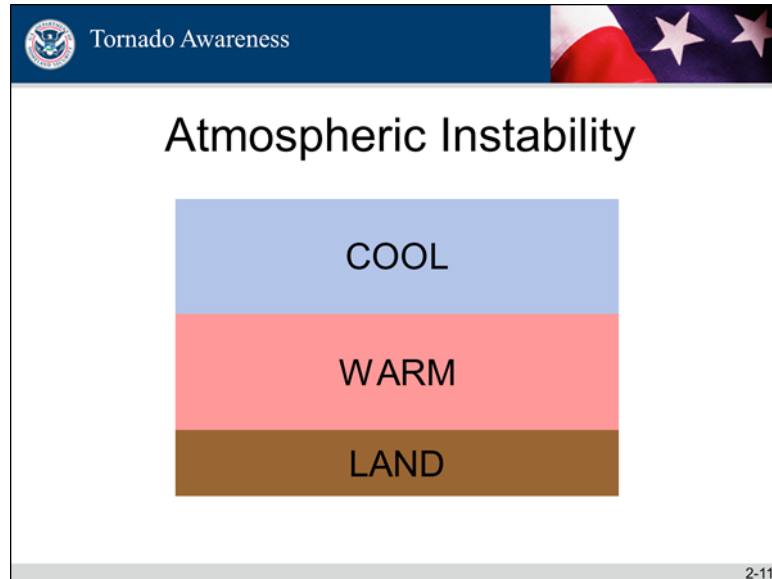 Tornado Awareness
Atmospheric Instability
COOL
WARM
LAND
2-11